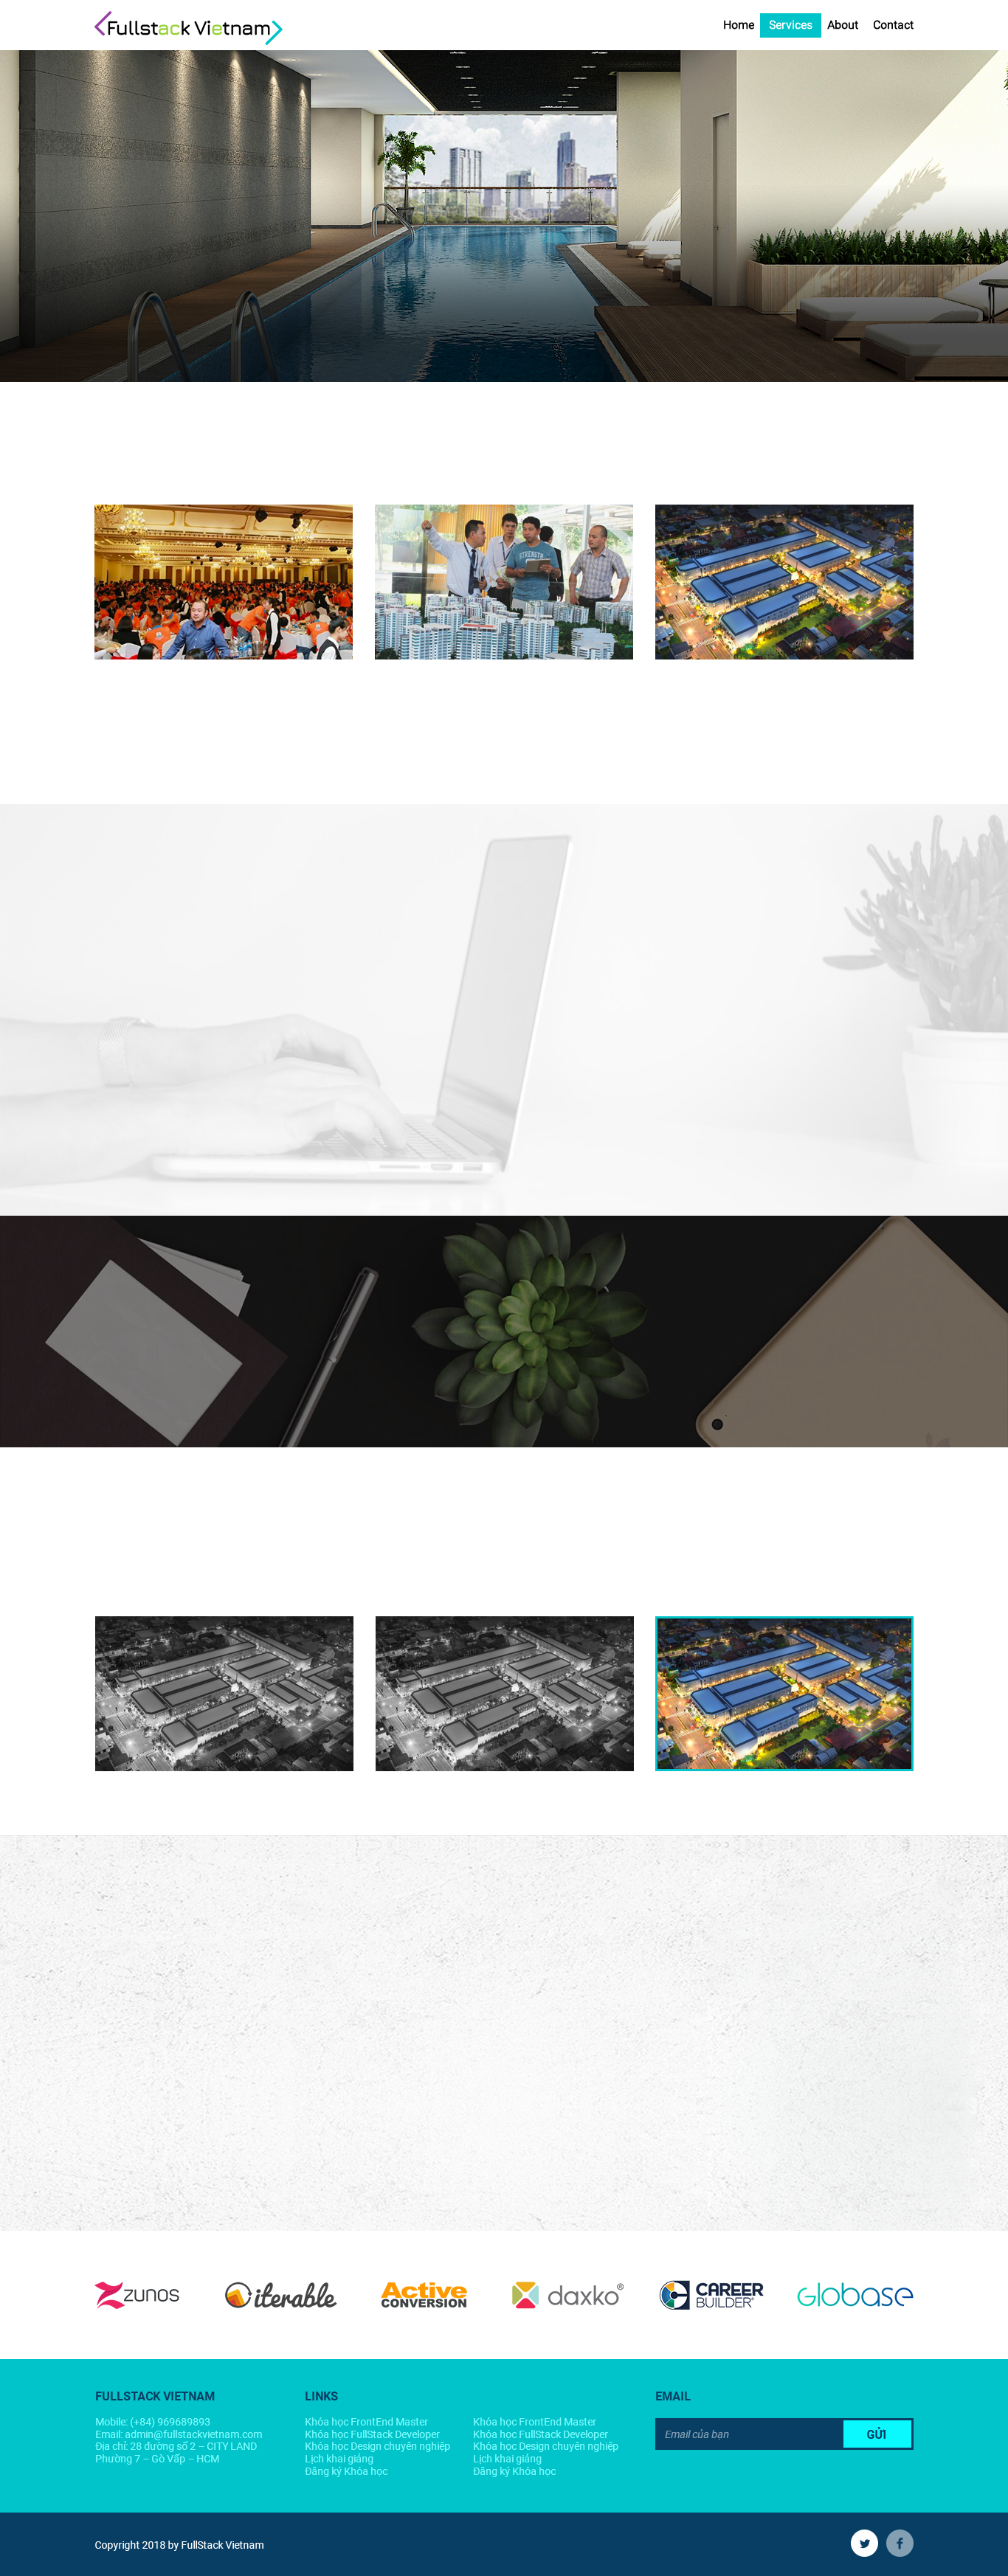 Fullstack Vietnam
Home Services About Contact
STRENGTH
ZUNOS
iterable
Active
CONVERSION
daxko®
CAREER
BUILDER®
Globase
FULLSTACK VIETNAM
Mobile: (+84) 969689893
Email: admin@fullstackvietnam.com
Địa chỉ: 28 đường số 2 – CITY LAND
Phường 7 – Gò Vấp – HCM
LINKS
Khóa học FrontEnd Master
Khóa học FullStack Developer
Khóa học Design chuyên nghiệp
Lịch khai giảng
Đăng ký Khóa học
Khóa học FrontEnd Master
Khóa học FullStack Developer
Khóa học Design chuyên nghiệp
Lịch khai giảng
Đăng ký Khóa học
EMAIL
Email của bạn
GỬI
Copyright 2018 by FullStack Vietnam